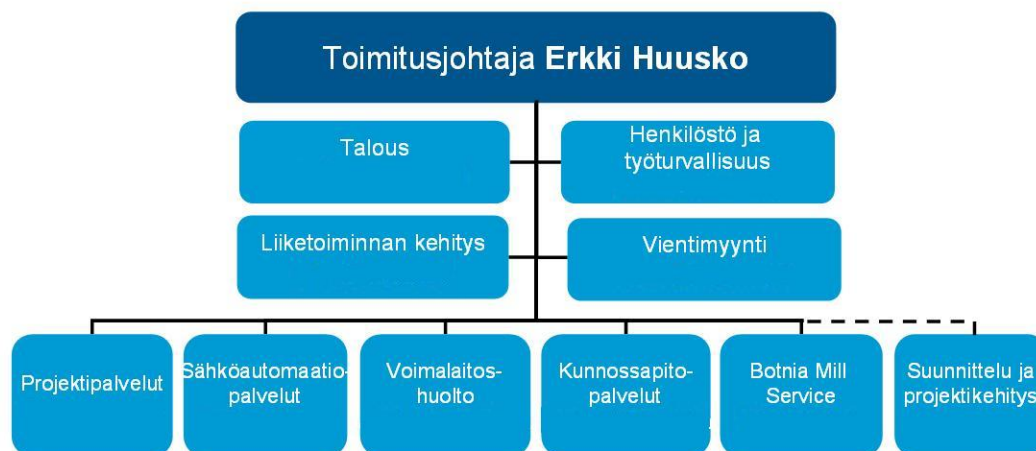 Toimitusjohtaja Erkki Huusko
Talous
Henkilöstö ja
työturvallisuus
Liiketoiminnan kehitys
Vientimyynti
Projektipalvelut
Sähköautomaatio-
palvelut
Voimalaitos-
huolto
Kunnossapito-
palvelut
Botnia Mill
Service
Suunnittelu ja
projektikehitys